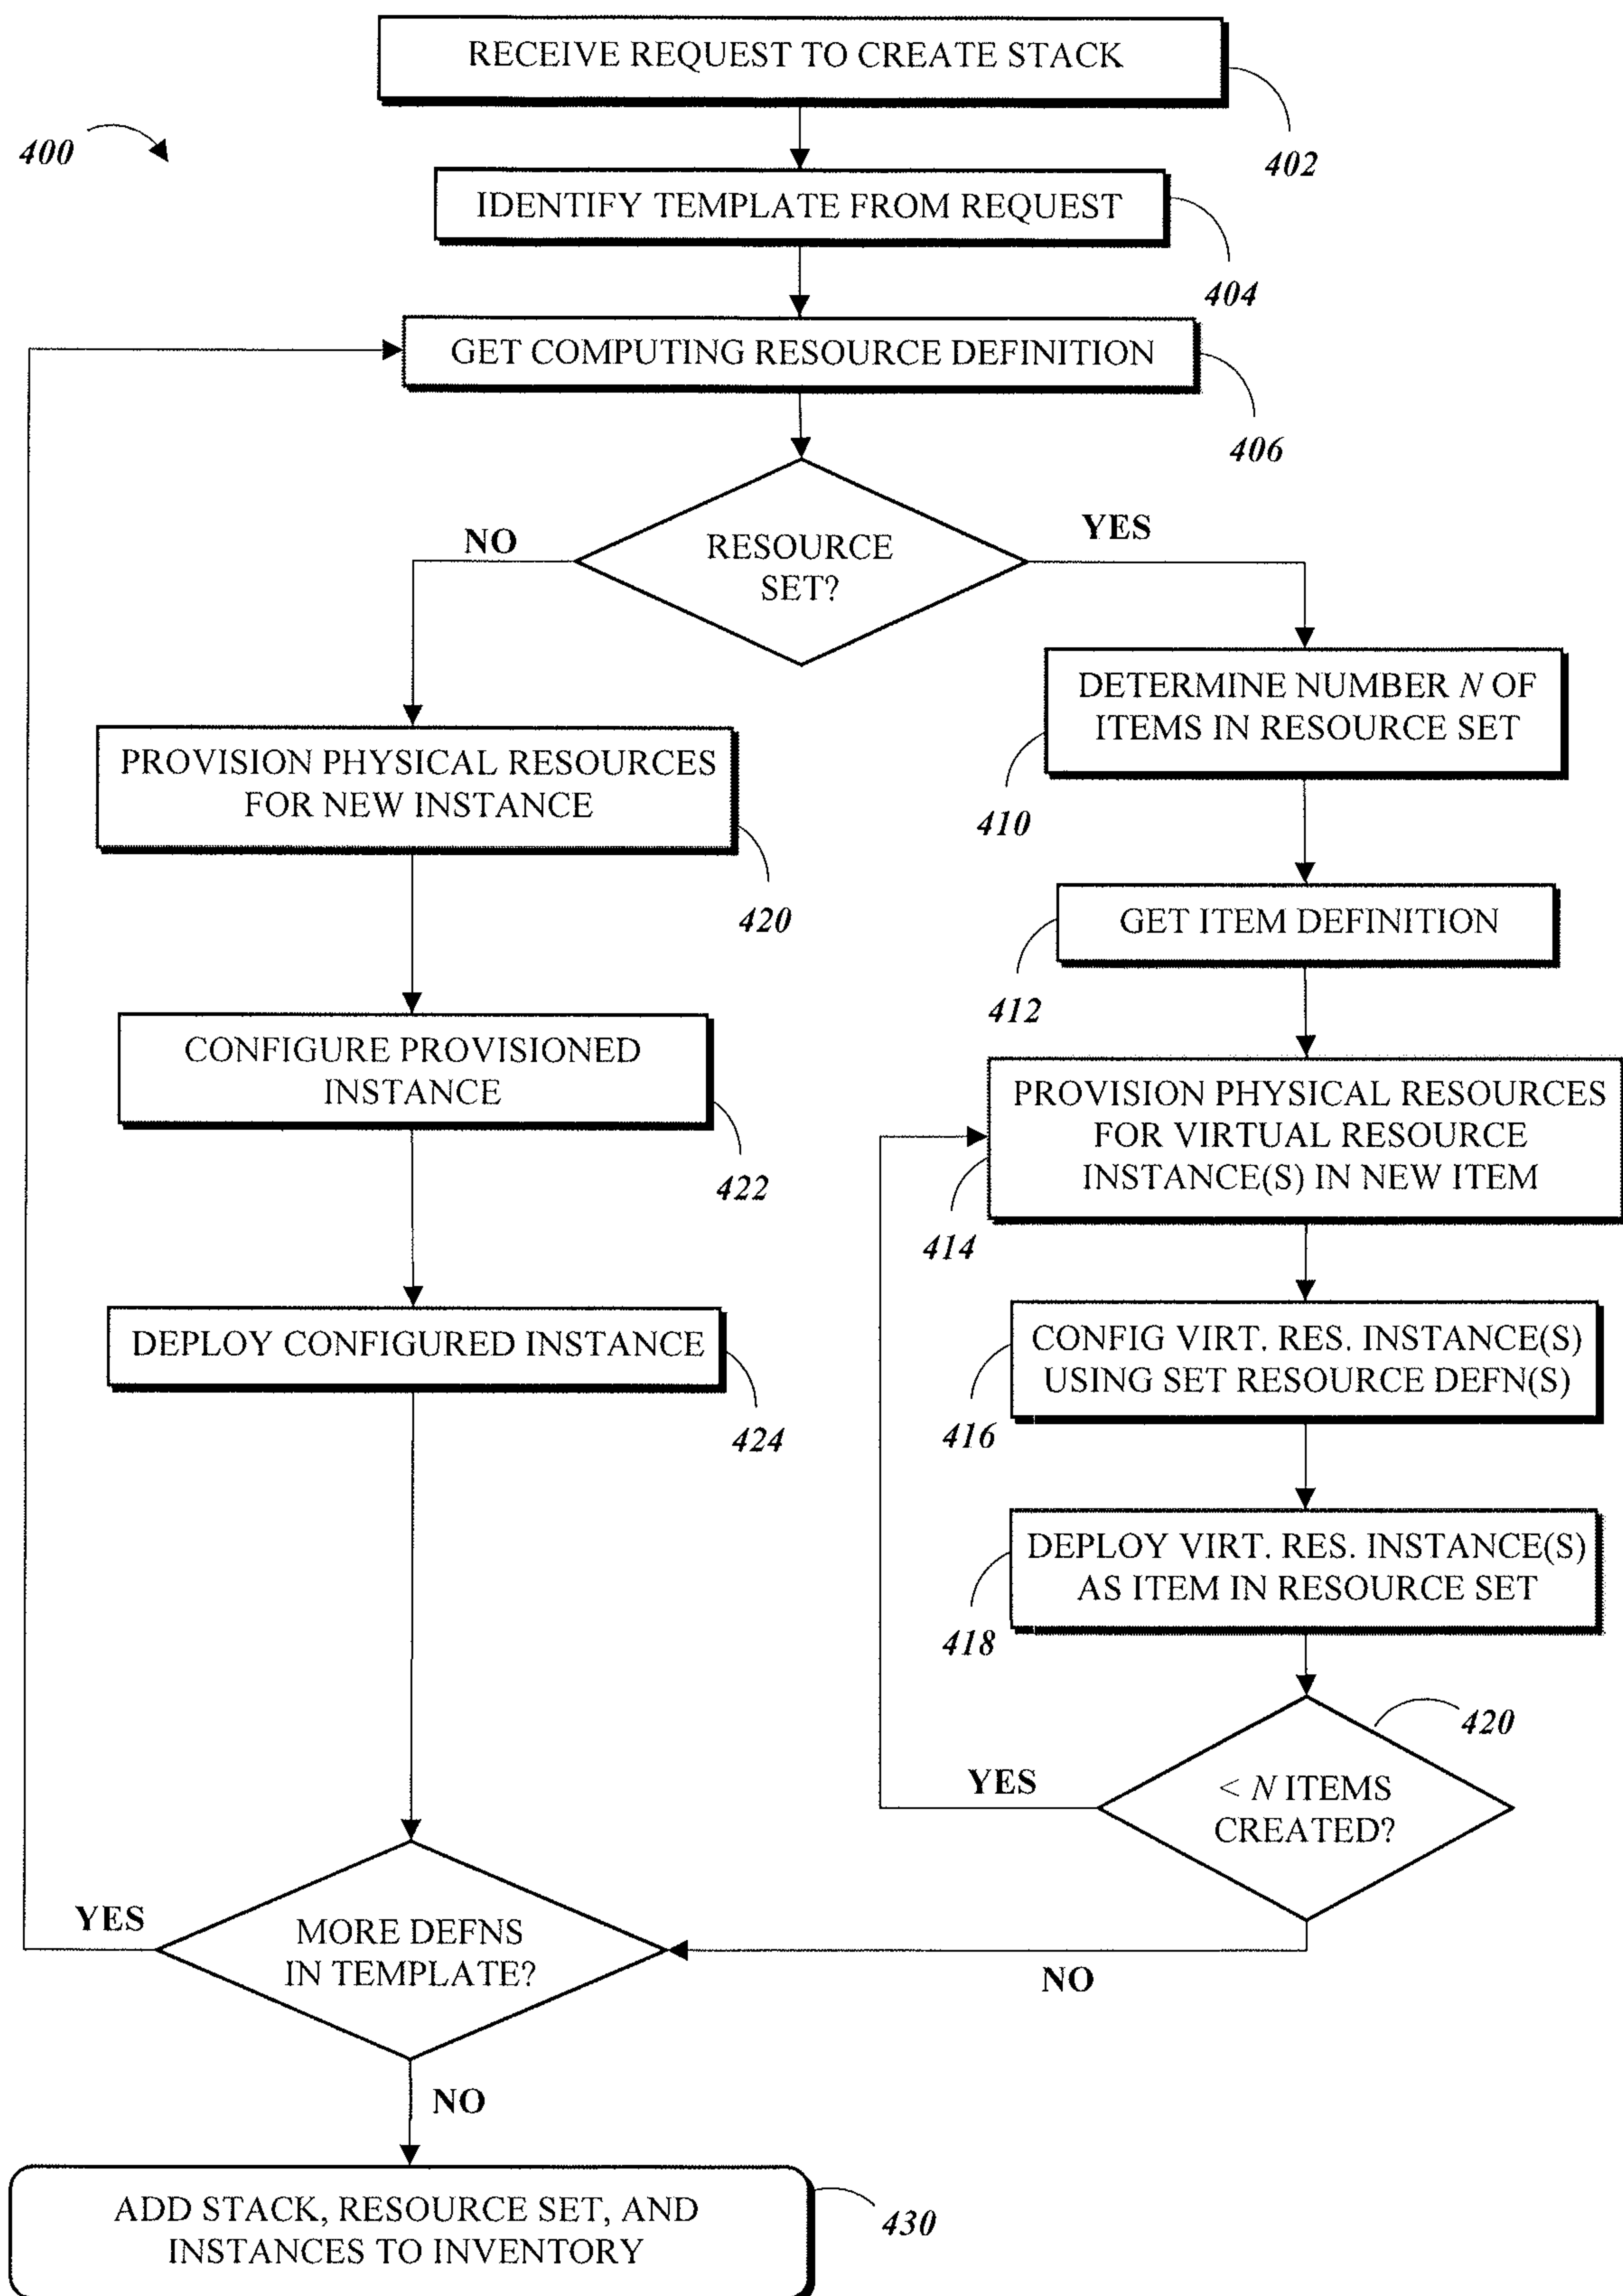 RECEIVE REQUEST TO CREATE STACK
402
400
IDENTIFY TEMPLATE FROM REQUEST
404
GET COMPUTING RESOURCE DEFINITION
406
RESOURCE
SET?
NO
YES
DETERMINE NUMBER N OF
ITEMS IN RESOURCE SET
410
PROVISION PHYSICAL RESOURCES
FOR NEW INSTANCE
420
GET ITEM DEFINITION
412
CONFIGURE PROVISIONED
INSTANCE
422
PROVISION PHYSICAL RESOURCES
FOR VIRTUAL RESOURCE
INSTANCE(S) IN NEW ITEM
414
DEPLOY CONFIGURED INSTANCE
424
CONFIG VIRT. RES. INSTANCE(S)
USING SET RESOURCE DEFN(S)
416
DEPLOY VIRT. RES. INSTANCE(S)
AS ITEM IN RESOURCE SET
418
420
< N ITEMS
CREATED?
YES
NO
MORE DEFNS
IN TEMPLATE?
YES
NO
ADD STACK, RESOURCE SET, AND
INSTANCES TO INVENTORY
430